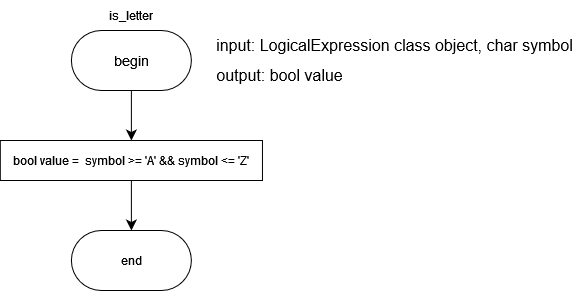 is_letter
begin
input: LogicalExpression class object, char symbol
output: bool value
bool value = symbol >= 'A' && symbol <= 'Z'
end